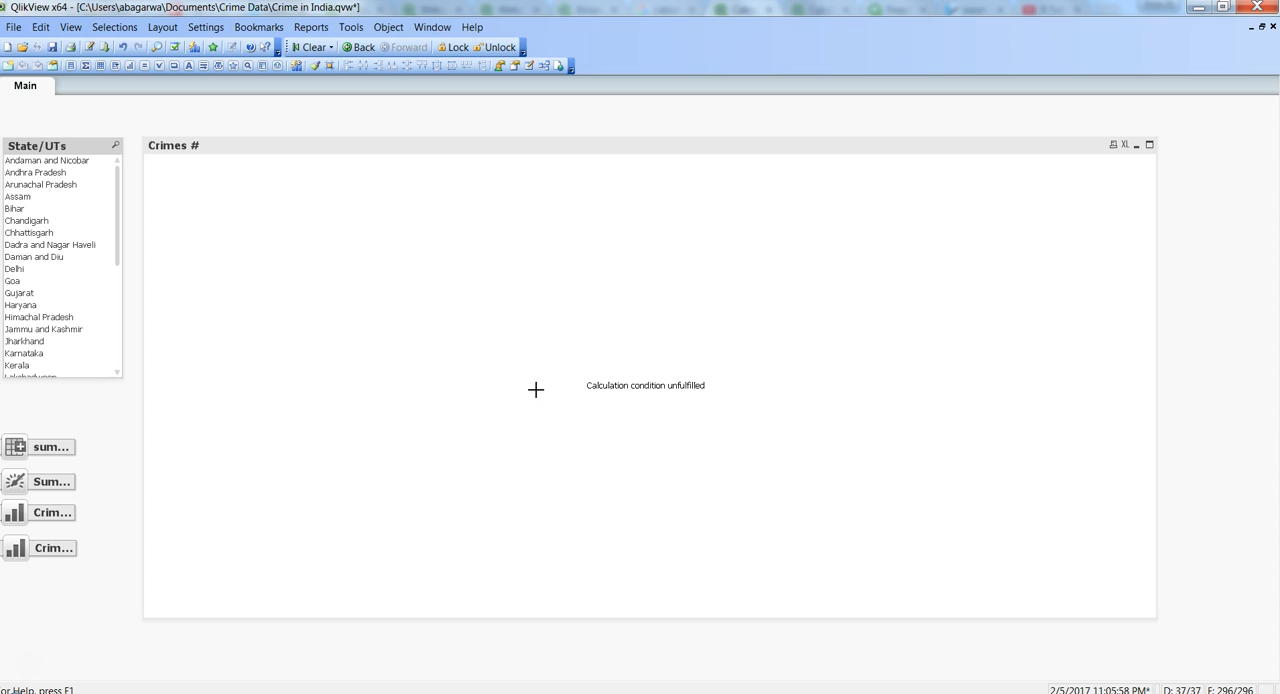 QlikView x64 - [C:\Users\abagarwa\Documents\Crime Data\Crime in India.qvw*]
File Edit View Selections Layout Settings Bookmarks Reports Tools Object Window Help
Clear Back Forward Lock Unlock
Main
State/UTs
Andaman and Nicobar
Andhra Pradesh
Arunachal Pradesh
Assam
Bihar
Chandigarh
Chhattisgarh
Dadra and Nagar Haveli
Daman and Diu
Delhi
Goa
Gujarat
Haryana
Himachal Pradesh
Jammu and Kashmir
Jharkhand
Karnataka
Kerala
Crimes #
XL
Calculation condition unfulfilled
sum...
Sum...
Crim...
Crim...
or Help, press F1
2/5/2017 11:05:58 PM* D: 37/37 F: 296/296